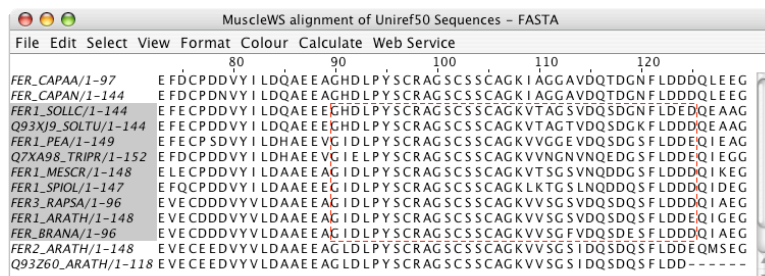 MuscleWS alignment of Uniref50 Sequences – FASTA
File Edit Select View Format Colour Calculate Web Service
80 90 100 110 120
FER_CAPAA/1-97 EFDCPDDVYILDQAEEAGHDLPYSCRAGSCSSCAGKIAGGAVDQTDGNFLDDDQLEEG
FER_CAPAN/1-144 EFDCPDNVYILDQAEEAGHDLPYSCRAGSCSSCAGKIAGGAVDQTDGNFLDDDQLEEG
FER1_SOLLC/1-144 EFECPDDVYILDQAEEEGHDLPYSCRAGSCSSCAGKVTAGSVDQSDGNFLDEDQEAAG
Q93XJ9_SOLTU/1-144 EFECPDDVYILDQAEEEGHDLPYSCRAGSCSSCAGKVTAGTVDQSDGKFLDDDQEAAG
FER1_PEA/1-149 EFECPSDVYILDHAEEVGIDLPYSCRAGSCSSCAGKVVGGEVDQSDGSFLDDEQIEAG
Q7XA98_TRIPR/1-152 EFDCPDDVYILDHAEEVGIELPYSCRAGSCSSCAGKVVNGNVNQEDGSFLDDEQIEGG
FER1_MESCR/1-148 ELECPDDVYILDAAEEAGIDLPYSCRAGSCSSCAGKVTSGSVNQDDGSFLDDDQIKEG
FER1_SPIOL/1-147 EFQCPDDVYILDAAEEEGIDLPYSCRAGSCSSCAGKLKTGSLNQDDQSFLDDDQIDEG
FER3_RAPSA/1-96 EVECDDDVYVLDAAEEAGIDLPYSCRAGSCSSCAGKVVSGSVDQSDQSFLDDDQIAEG
FER1_ARATH/1-148 EVECDDDVYVLDAAEEAGIDLPYSCRAGSCSSCAGKVVSGSVDQSDQSFLDDEQIGEG
FER_BRANA/1-96 EVECDDDVYVLDAAEEAGIDLPYSCRAGSCSSCAGKVVSGFVDQSDESFLDDDQIAEG
FER2_ARATH/1-148 EVECEEDVYVLDAAEEAGLDLPYSCRAGSCSSCAGKVVSGSIDQSDQSFLDDEQMSEG
Q93Z60_ARATH/1-118 EVECEEDVYVLDAAEEAGLDLPYSCRAGSCSSCAGKVVSGSIDQSDQSFLDD------